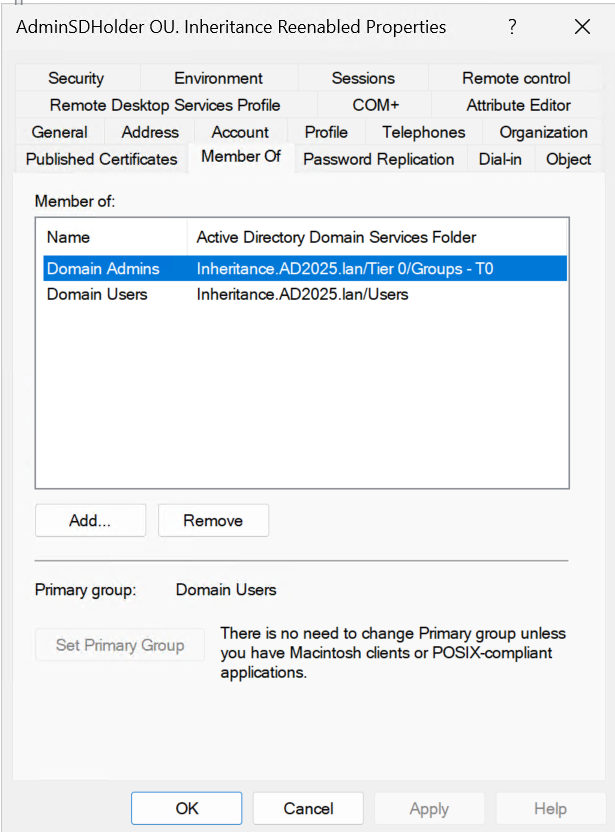 AdminSDHolder OU. Inheritance Reenabled Properties ?
Security Environment Sessions Remote control
Remote Desktop Services Profile COM+ Attribute Editor
General Address Account Profile Telephones Organization
Published Certificates Member Of Password Replication Dial-in Object
Member of:
Name Active Directory Domain Services Folder
Domain Admins Inheritance.AD2025.lan/Tier 0/Groups - T0
Domain Users Inheritance.AD2025.lan/Users
Add... Remove
Primary group: Domain Users
Set Primary Group
There is no need to change Primary group unless
you have Macintosh clients or POSIX-compliant
applications.
OK Cancel Apply Help